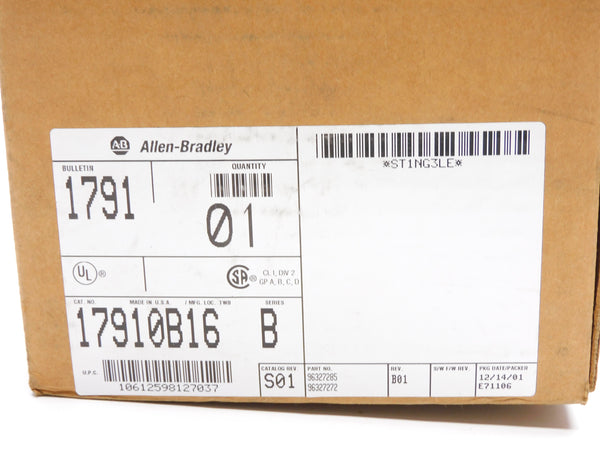 AB Allen-Bradley
*ST1NG3LE*
BULLETIN
1791
QUANTITY
01
UL ®
SA ® CL I, DIV 2
GP A, B, C, D
CAT. NO. MADE IN U.S.A. / MFG. LOC. TWB SERIES
17910B16 B
U.P.C.
10612598127037
CATALOG REV
S01
PART NO.
96327285
96327272
REV.
B01
S/W F/W REV.
PKG DATE/PACKER
12/14/01
E71106